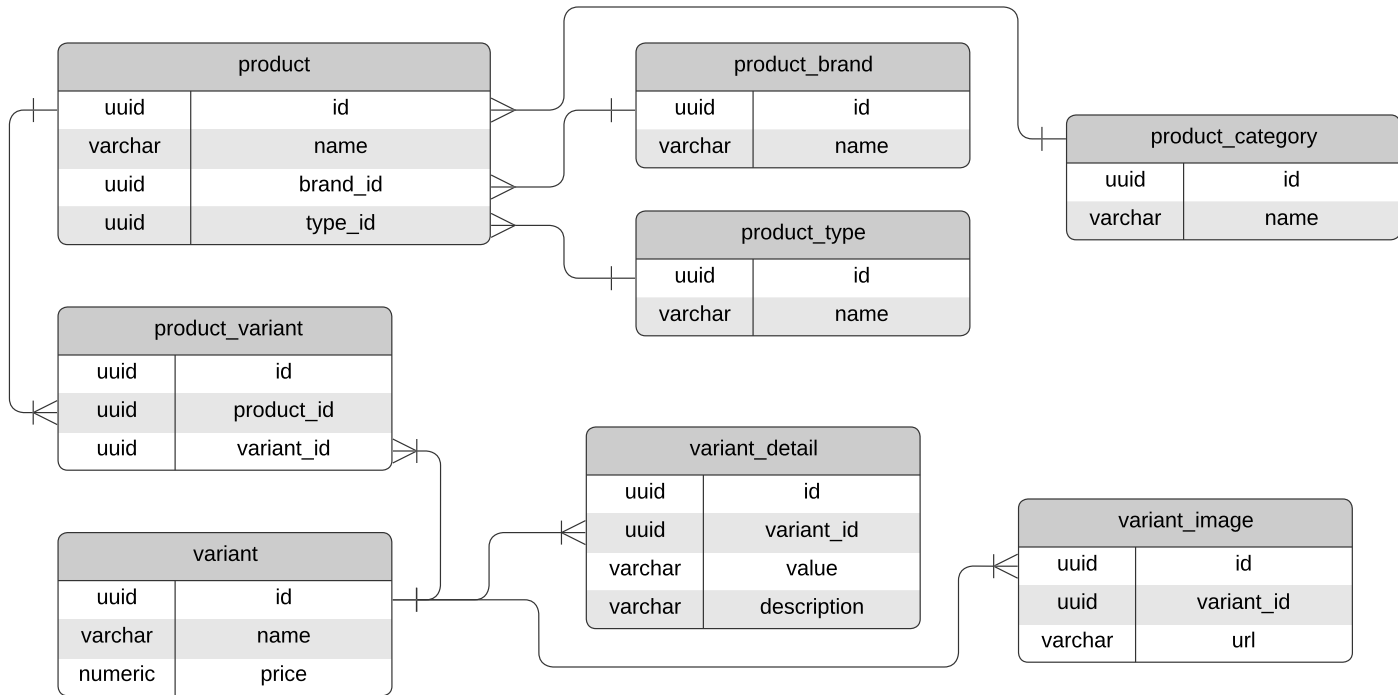 product
uuid id
varchar name
uuid brand_id
uuid type_id
product_brand
uuid id
varchar name
product_category
uuid id
varchar name
product_type
uuid id
varchar name
product_variant
uuid id
uuid product_id
uuid variant_id
variant_detail
uuid id
uuid variant_id
varchar value
varchar description
variant_image
uuid id
uuid variant_id
varchar url
variant
uuid id
varchar name
numeric price